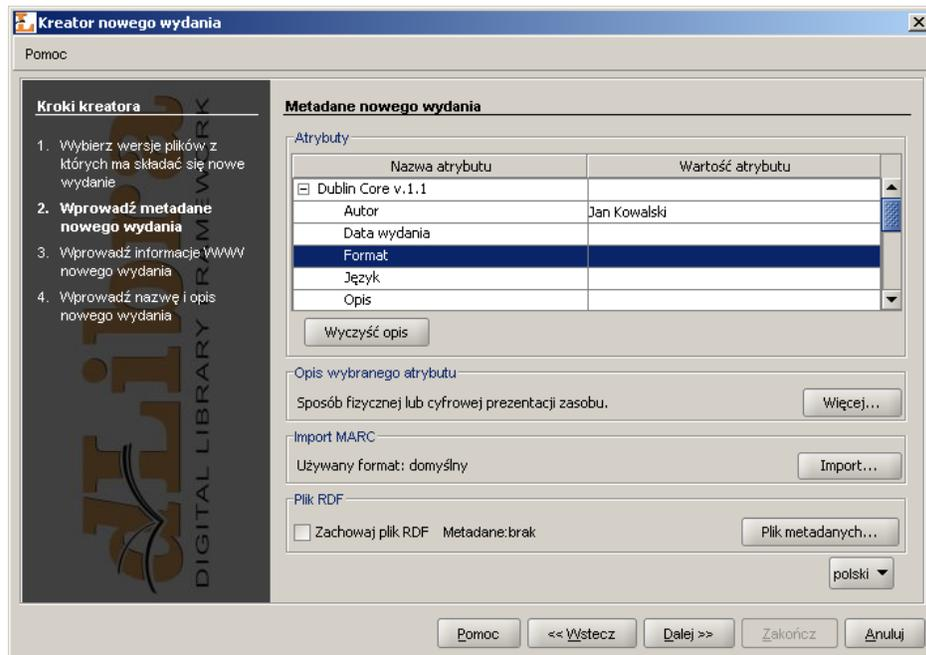 Kreator nowego wydania
Pomoc
Kroki kreatora
1. Wybierz wersje plików z
których ma składać się nowe
wydanie
2. Wprowadź metadane
nowego wydania
3. Wprowadź informacje WWW
nowego wydania
4. Wprowadź nazwę i opis
nowego wydania
dLibra
DIGITAL LIBRARY FRAMEWORK
Metadane nowego wydania
Atrybuty
Nazwa atrybutu Wartość atrybutu
Dublin Core v.1.1
Autor Jan Kowalski
Data wydania
Format
Język
Opis
Wyczyść opis
Opis wybranego atrybutu
Sposób fizycznej lub cyfrowej prezentacji zasobu. Więcej...
Import MARC
Używany format: domyślny Import...
Plik RDF
Zachowaj plik RDF Metadane:brak Plik metadanych...
polski
Pomoc << Wstecz Dalej >> Zakończ Anuluj